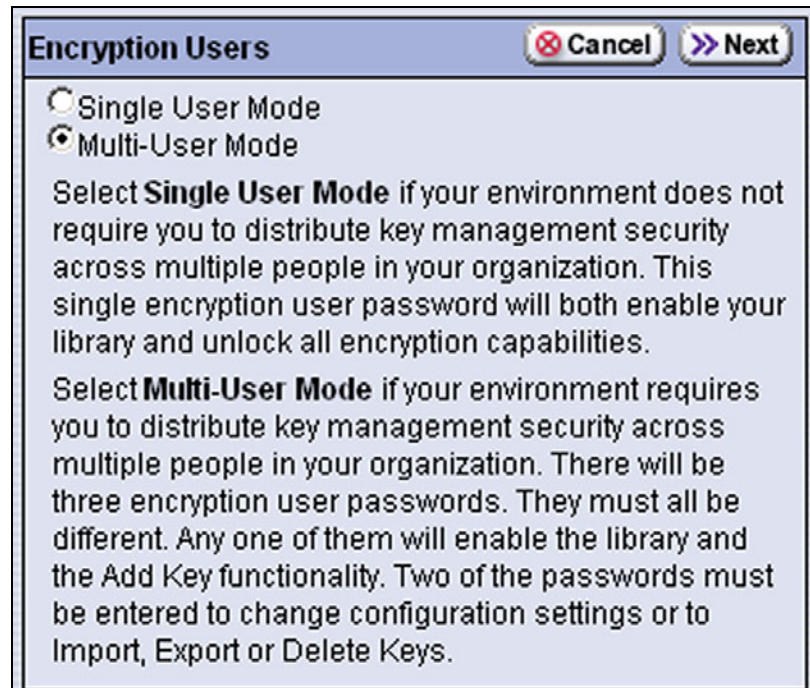 Encryption Users Cancel Next
Single User Mode
Multi-User Mode
Select Single User Mode if your environment does not
require you to distribute key management security
across multiple people in your organization. This
single encryption user password will both enable your
library and unlock all encryption capabilities.
Select Multi-User Mode if your environment requires
you to distribute key management security across
multiple people in your organization. There will be
three encryption user passwords. They must all be
different. Any one of them will enable the library and
the Add Key functionality. Two of the passwords must
be entered to change configuration settings or to
Import, Export or Delete Keys.